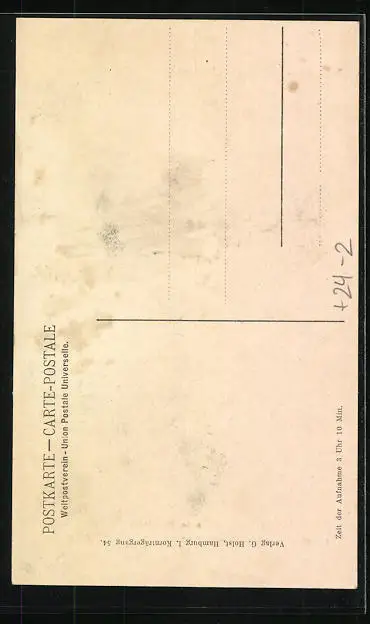 POSTKARTE — CARTE-POSTALE
Weltpostverein - Union Postale Universelle.
Verlag G. Holst, Hamburg I, Kornträgergang 54.
Zeit der Aufnahme 3 Uhr 10 Min.
+24-2